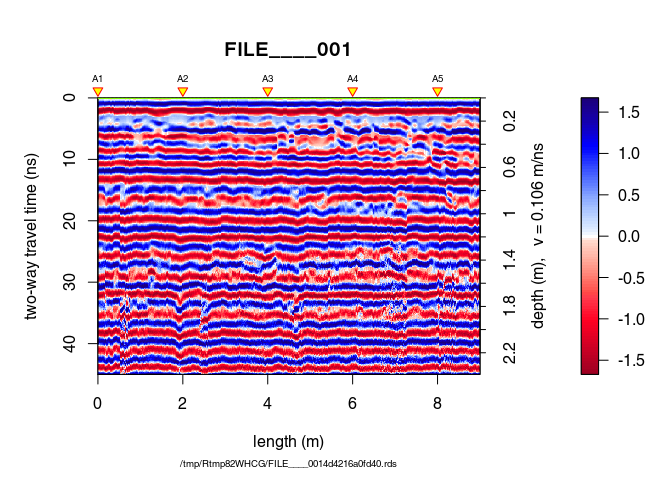 FILE____001
A1 A2 A3 A4 A5
0 10 20 30 40
two-way travel time (ns)
0.2 0.6 1 1.4 1.8 2.2
depth (m), v = 0.106 m/ns
1.5
1.0
0.5
0.0
-0.5
-1.0
-1.5
0 2 4 6 8
length (m)
/tmp/Rtmp82WHCG/FILE____0014d4216a0fd40.rds